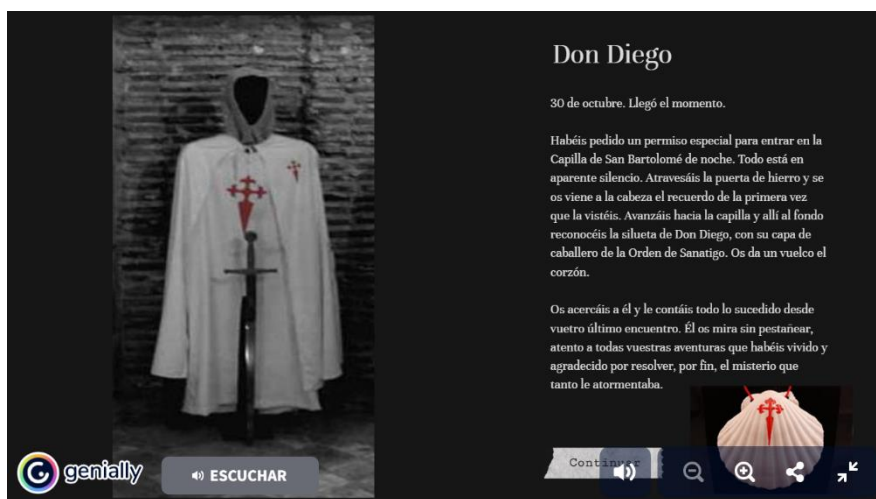 Don Diego
30 de octubre. Llegó el momento.
Habéis pedido un permiso especial para entrar en la
Capilla de San Bartolomé de noche. Todo está en
aparente silencio. Atravesáis la puerta de hierro y se
os viene a la cabeza el recuerdo de la primera vez
que la vistéis. Avanzáis hacia la capilla y allí al fondo
reconocéis la silueta de Don Diego, con su capa de
caballero de la Orden de Sanatigo. Os da un vuelco el
corzón.
Os acercáis a él y le contáis todo lo sucedido desde
vuetro último encuentro. Él os mira sin pestañear,
atento a todas vuestras aventuras que habéis vivido y
agradecido por resolver, por fin, el misterio que
tanto le atormentaba.
Continuar
genially
ESCUCHAR